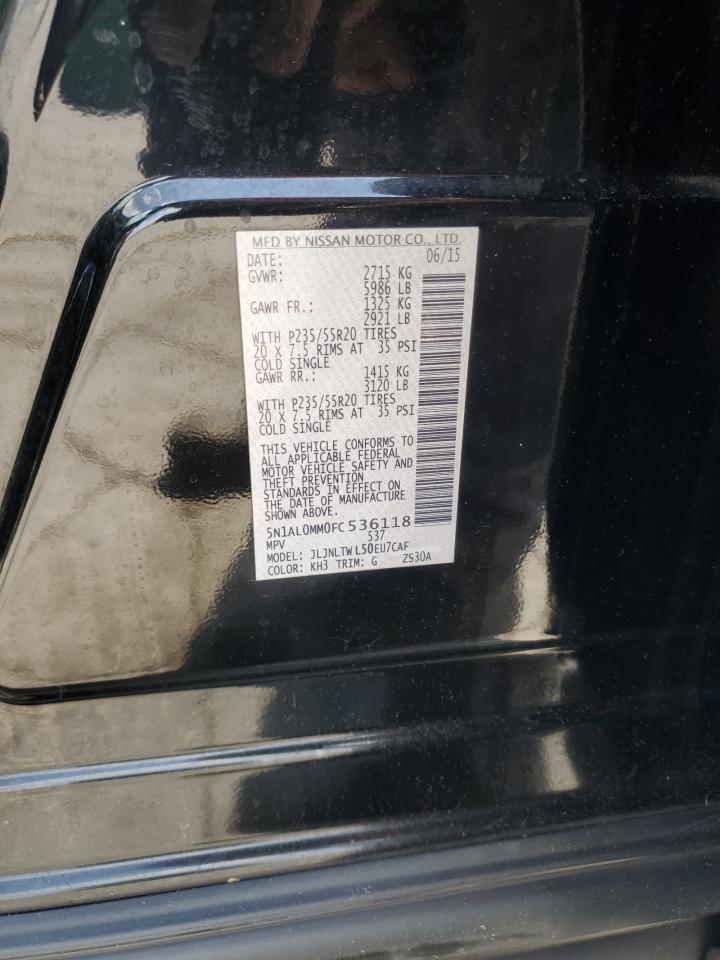 MFD BY NISSAN MOTOR CO., LTD.
DATE: 06/15
GVWR: 2715 KG
5986 LB
GAWR FR.: 1325 KG
2921 LB
WITH P235/55R20 TIRES
20 X 7.5 RIMS AT 35 PSI
COLD SINGLE
GAWR RR.: 1415 KG
3120 LB
WITH P235/55R20 TIRES
20 X 7.5 RIMS AT 35 PSI
COLD SINGLE
THIS VEHICLE CONFORMS TO
ALL APPLICABLE FEDERAL
MOTOR VEHICLE SAFETY AND
THEFT PREVENTION
STANDARDS IN EFFECT ON
THE DATE OF MANUFACTURE
SHOWN ABOVE.
5N1AL0MM0FC 536118
MPV 537
MODEL: JLJNLTW L50EU7CAF
COLOR: KH3 TRIM: G ZS30A